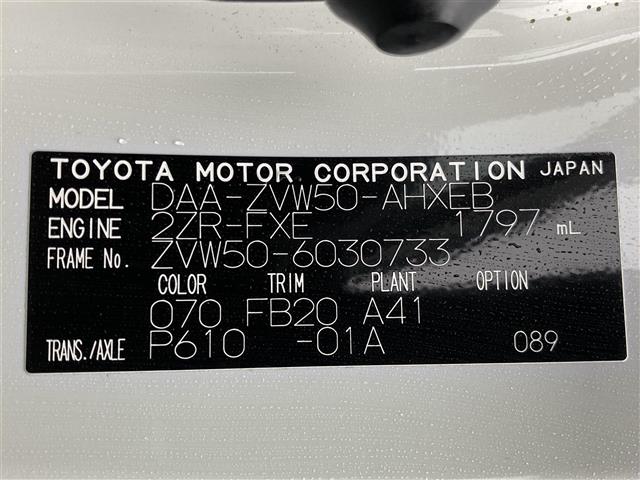 TOYOTA MOTOR CORPORATION JAPAN
MODEL DAA-ZVW50-AHXEB
ENGINE 2ZR-FXE 1797 mL
FRAME No. ZVW50-6030733
COLOR TRIM PLANT OPTION
070 FB20 A41
TRANS./AXLE P610 -01A 089